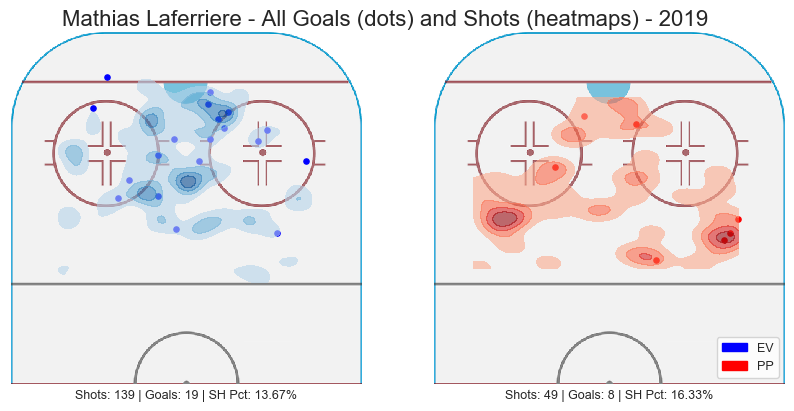 Mathias Laferriere - All Goals (dots) and Shots (heatmaps) - 2019
EV
PP
Shots: 139 | Goals: 19 | SH Pct: 13.67%
Shots: 49 | Goals: 8 | SH Pct: 16.33%